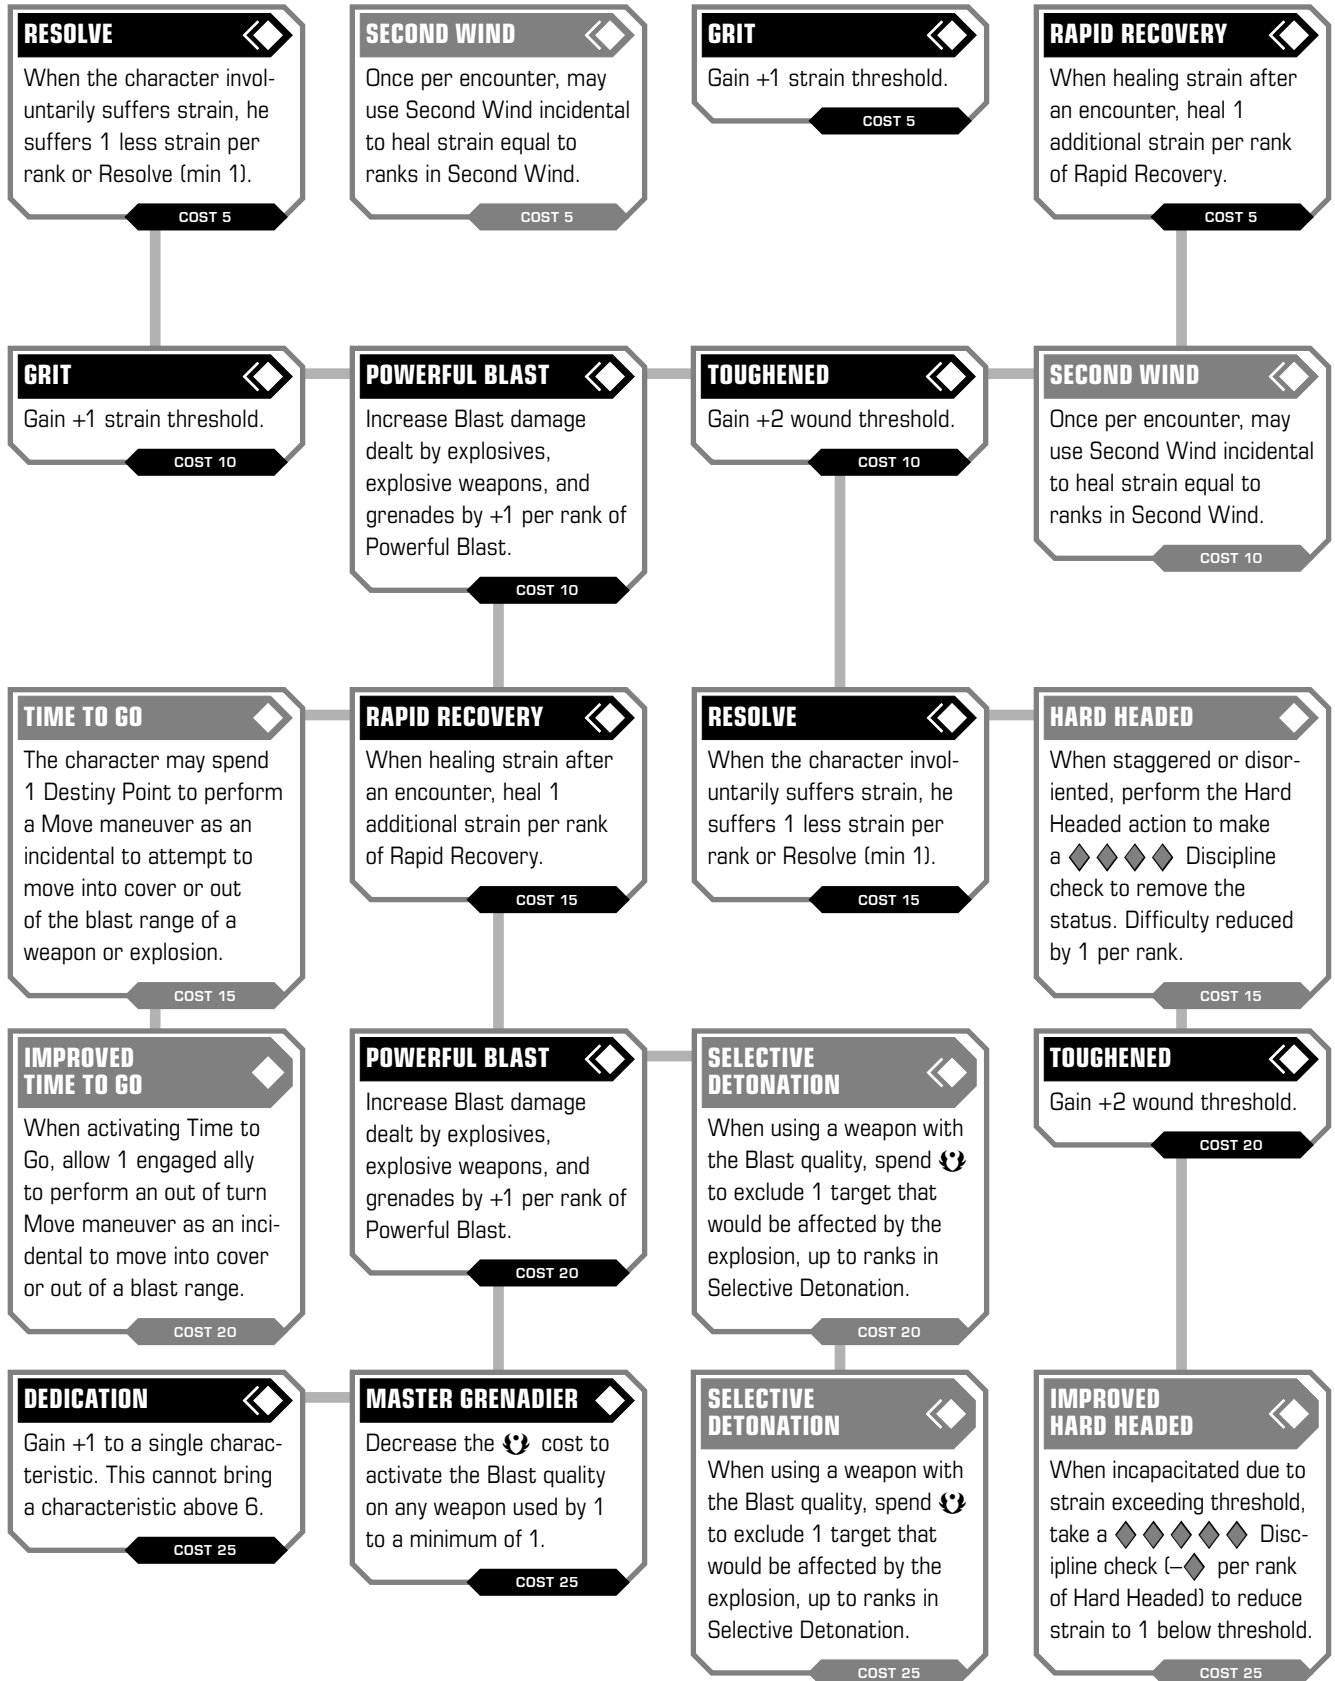 RESOLVE
When the character invol-
untarily suffers strain, he
suffers 1 less strain per
rank or Resolve (min 1).
COST 5
SECOND WIND
Once per encounter, may
use Second Wind incidental
to heal strain equal to
ranks in Second Wind.
COST 5
GRIT
Gain +1 strain threshold.
COST 5
RAPID RECOVERY
When healing strain after
an encounter, heal 1
additional strain per rank
of Rapid Recovery.
COST 5
GRIT
Gain +1 strain threshold.
COST 10
POWERFUL BLAST
Increase Blast damage
dealt by explosives,
explosive weapons, and
grenades by +1 per rank of
Powerful Blast.
COST 10
TOUGHENED
Gain +2 wound threshold.
COST 10
SECOND WIND
Once per encounter, may
use Second Wind incidental
to heal strain equal to
ranks in Second Wind.
COST 10
TIME TO GO
The character may spend
1 Destiny Point to perform
a Move maneuver as an
incidental to attempt to
move into cover or out
of the blast range of a
weapon or explosion.
COST 15
RAPID RECOVERY
When healing strain after
an encounter, heal 1
additional strain per rank
of Rapid Recovery.
COST 15
RESOLVE
When the character invol-
untarily suffers strain, he
suffers 1 less strain per
rank or Resolve (min 1).
COST 15
HARD HEADED
When staggered or disor-
iented, perform the Hard
Headed action to make
a ◆ ◆ ◆ ◆ Discipline
check to remove the
status. Difficulty reduced
by 1 per rank.
COST 15
IMPROVED
TIME TO GO
When activating Time to
Go, allow 1 engaged ally
to perform an out of turn
Move maneuver as an inci-
dental to move into cover
or out of a blast range.
COST 20
POWERFUL BLAST
Increase Blast damage
dealt by explosives,
explosive weapons, and
grenades by +1 per rank of
Powerful Blast.
COST 20
SELECTIVE
DETONATION
When using a weapon with
the Blast quality, spend
to exclude 1 target that
would be affected by the
explosion, up to ranks in
Selective Detonation.
COST 20
TOUGHENED
Gain +2 wound threshold.
COST 20
DEDICATION
Gain +1 to a single charac-
teristic. This cannot bring
a characteristic above 6.
COST 25
MASTER GRENADIER
Decrease the cost to
activate the Blast quality
on any weapon used by 1
to a minimum of 1.
COST 25
SELECTIVE
DETONATION
When using a weapon with
the Blast quality, spend
to exclude 1 target that
would be affected by the
explosion, up to ranks in
Selective Detonation.
COST 25
IMPROVED
HARD HEADED
When incapacitated due to
strain exceeding threshold,
take a ◆ ◆ ◆ ◆ ◆ Disc-
ipline check (–◆ per rank
of Hard Headed) to reduce
strain to 1 below threshold.
COST 25